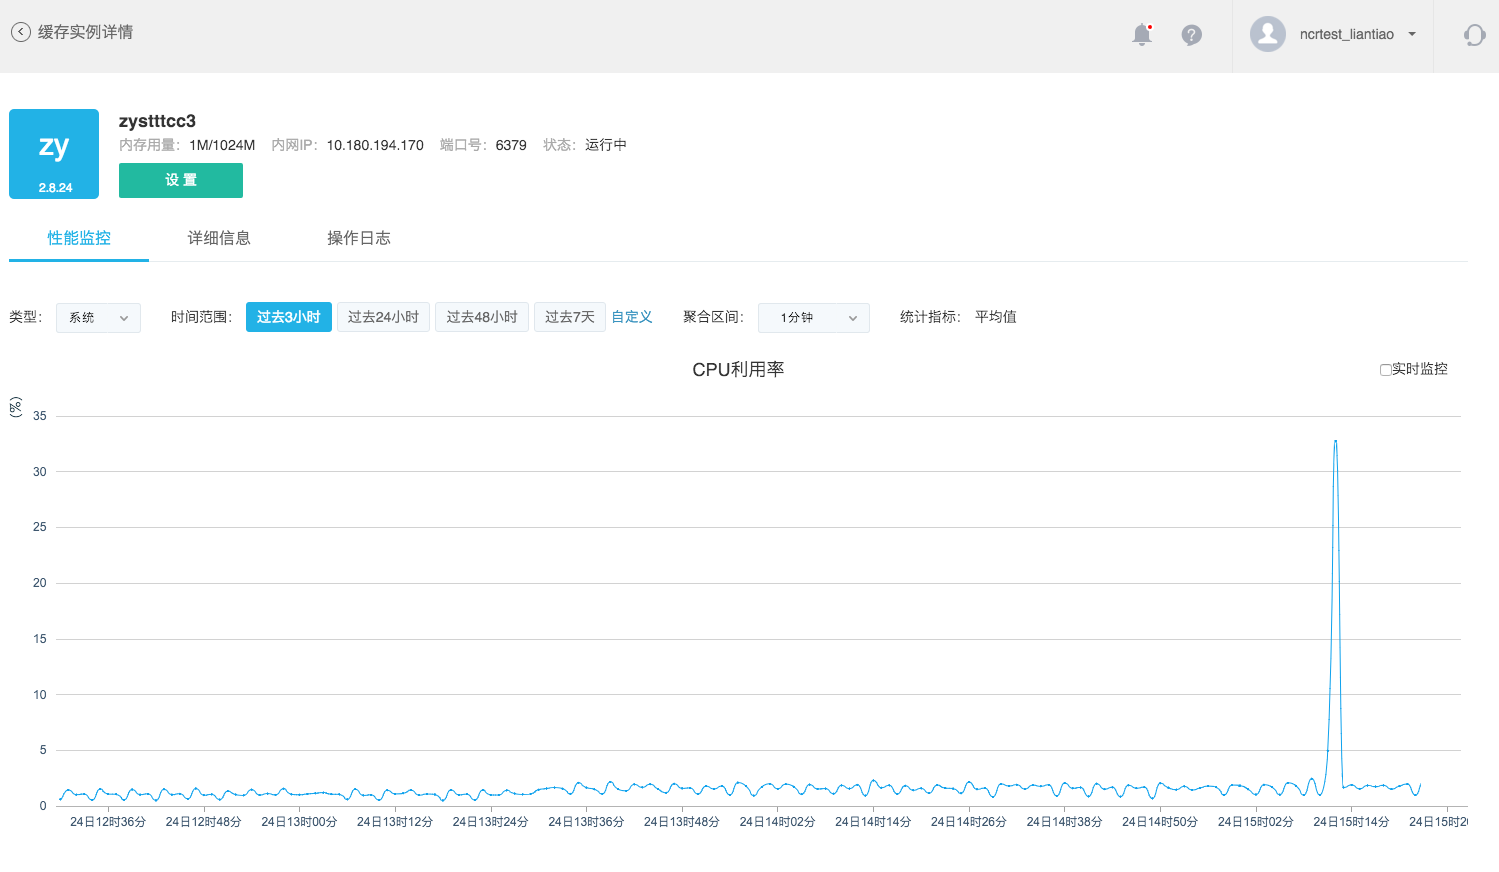 缓存实例详情
ncrtest_liantiao
zy
2.8.24
zystttcc3
内存用量： 1M/1024M 内网IP： 10.180.194.170 端口号： 6379 状态： 运行中
设 置
性能监控 详细信息 操作日志
类型： 系统 时间范围： 过去3小时 过去24小时 过去48小时 过去7天 自定义 聚合区间： 1分钟 统计指标： 平均值
CPU利用率
实时监控
(%)
35
30
25
20
15
10
5
0
24日12时36分 24日12时48分 24日13时00分 24日13时12分 24日13时24分 24日13时36分 24日13时48分 24日14时02分 24日14时14分 24日14时26分 24日14时38分 24日14时50分 24日15时02分 24日15时14分 24日15时